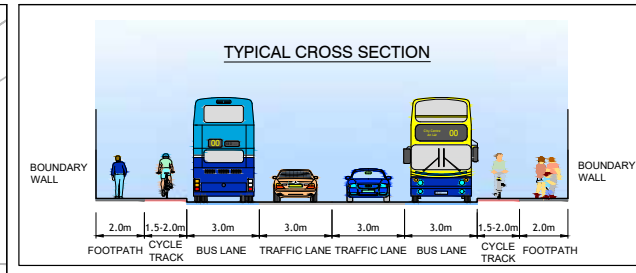 TYPICAL CROSS SECTION
00
00
BOUNDARY
WALL
BOUNDARY
WALL
2.0m
1.5-2.0m
3.0m
3.0m
3.0m
3.0m
1.5-2.0m
2.0m
FOOTPATH
CYCLE
TRACK
BUS LANE
TRAFFIC LANE
TRAFFIC LANE
BUS LANE
CYCLE
TRACK
FOOTPATH